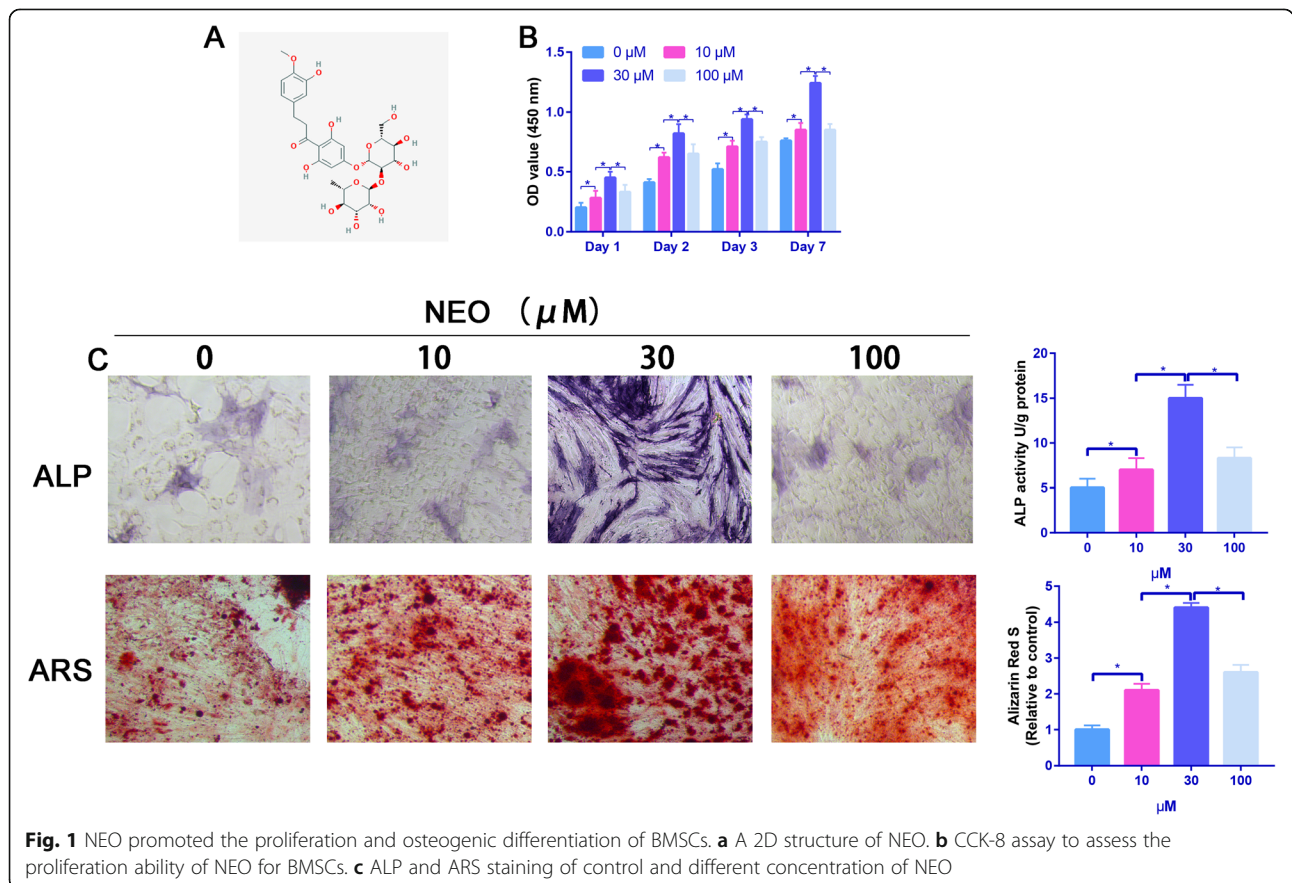 A
B
0 µM
10 µM
30 µM
100 µM
OD value (450 nm)
1.5
1.0
0.5
0.0
* * * * * * * * * * * *
Day 1 Day 2 Day 3 Day 7
NEO (μM)
C 0 10 30 100
ALP
ALP activity U/g protein
20
15
10
5
0
* * *
0 10 30 100
µM
ARS
Alizarin Red S
(Relative to control)
5
4
3
2
1
0
* * *
0 10 30 100
µM
Fig. 1 NEO promoted the proliferation and osteogenic differentiation of BMSCs. a A 2D structure of NEO. b CCK-8 assay to assess the
proliferation ability of NEO for BMSCs. c ALP and ARS staining of control and different concentration of NEO